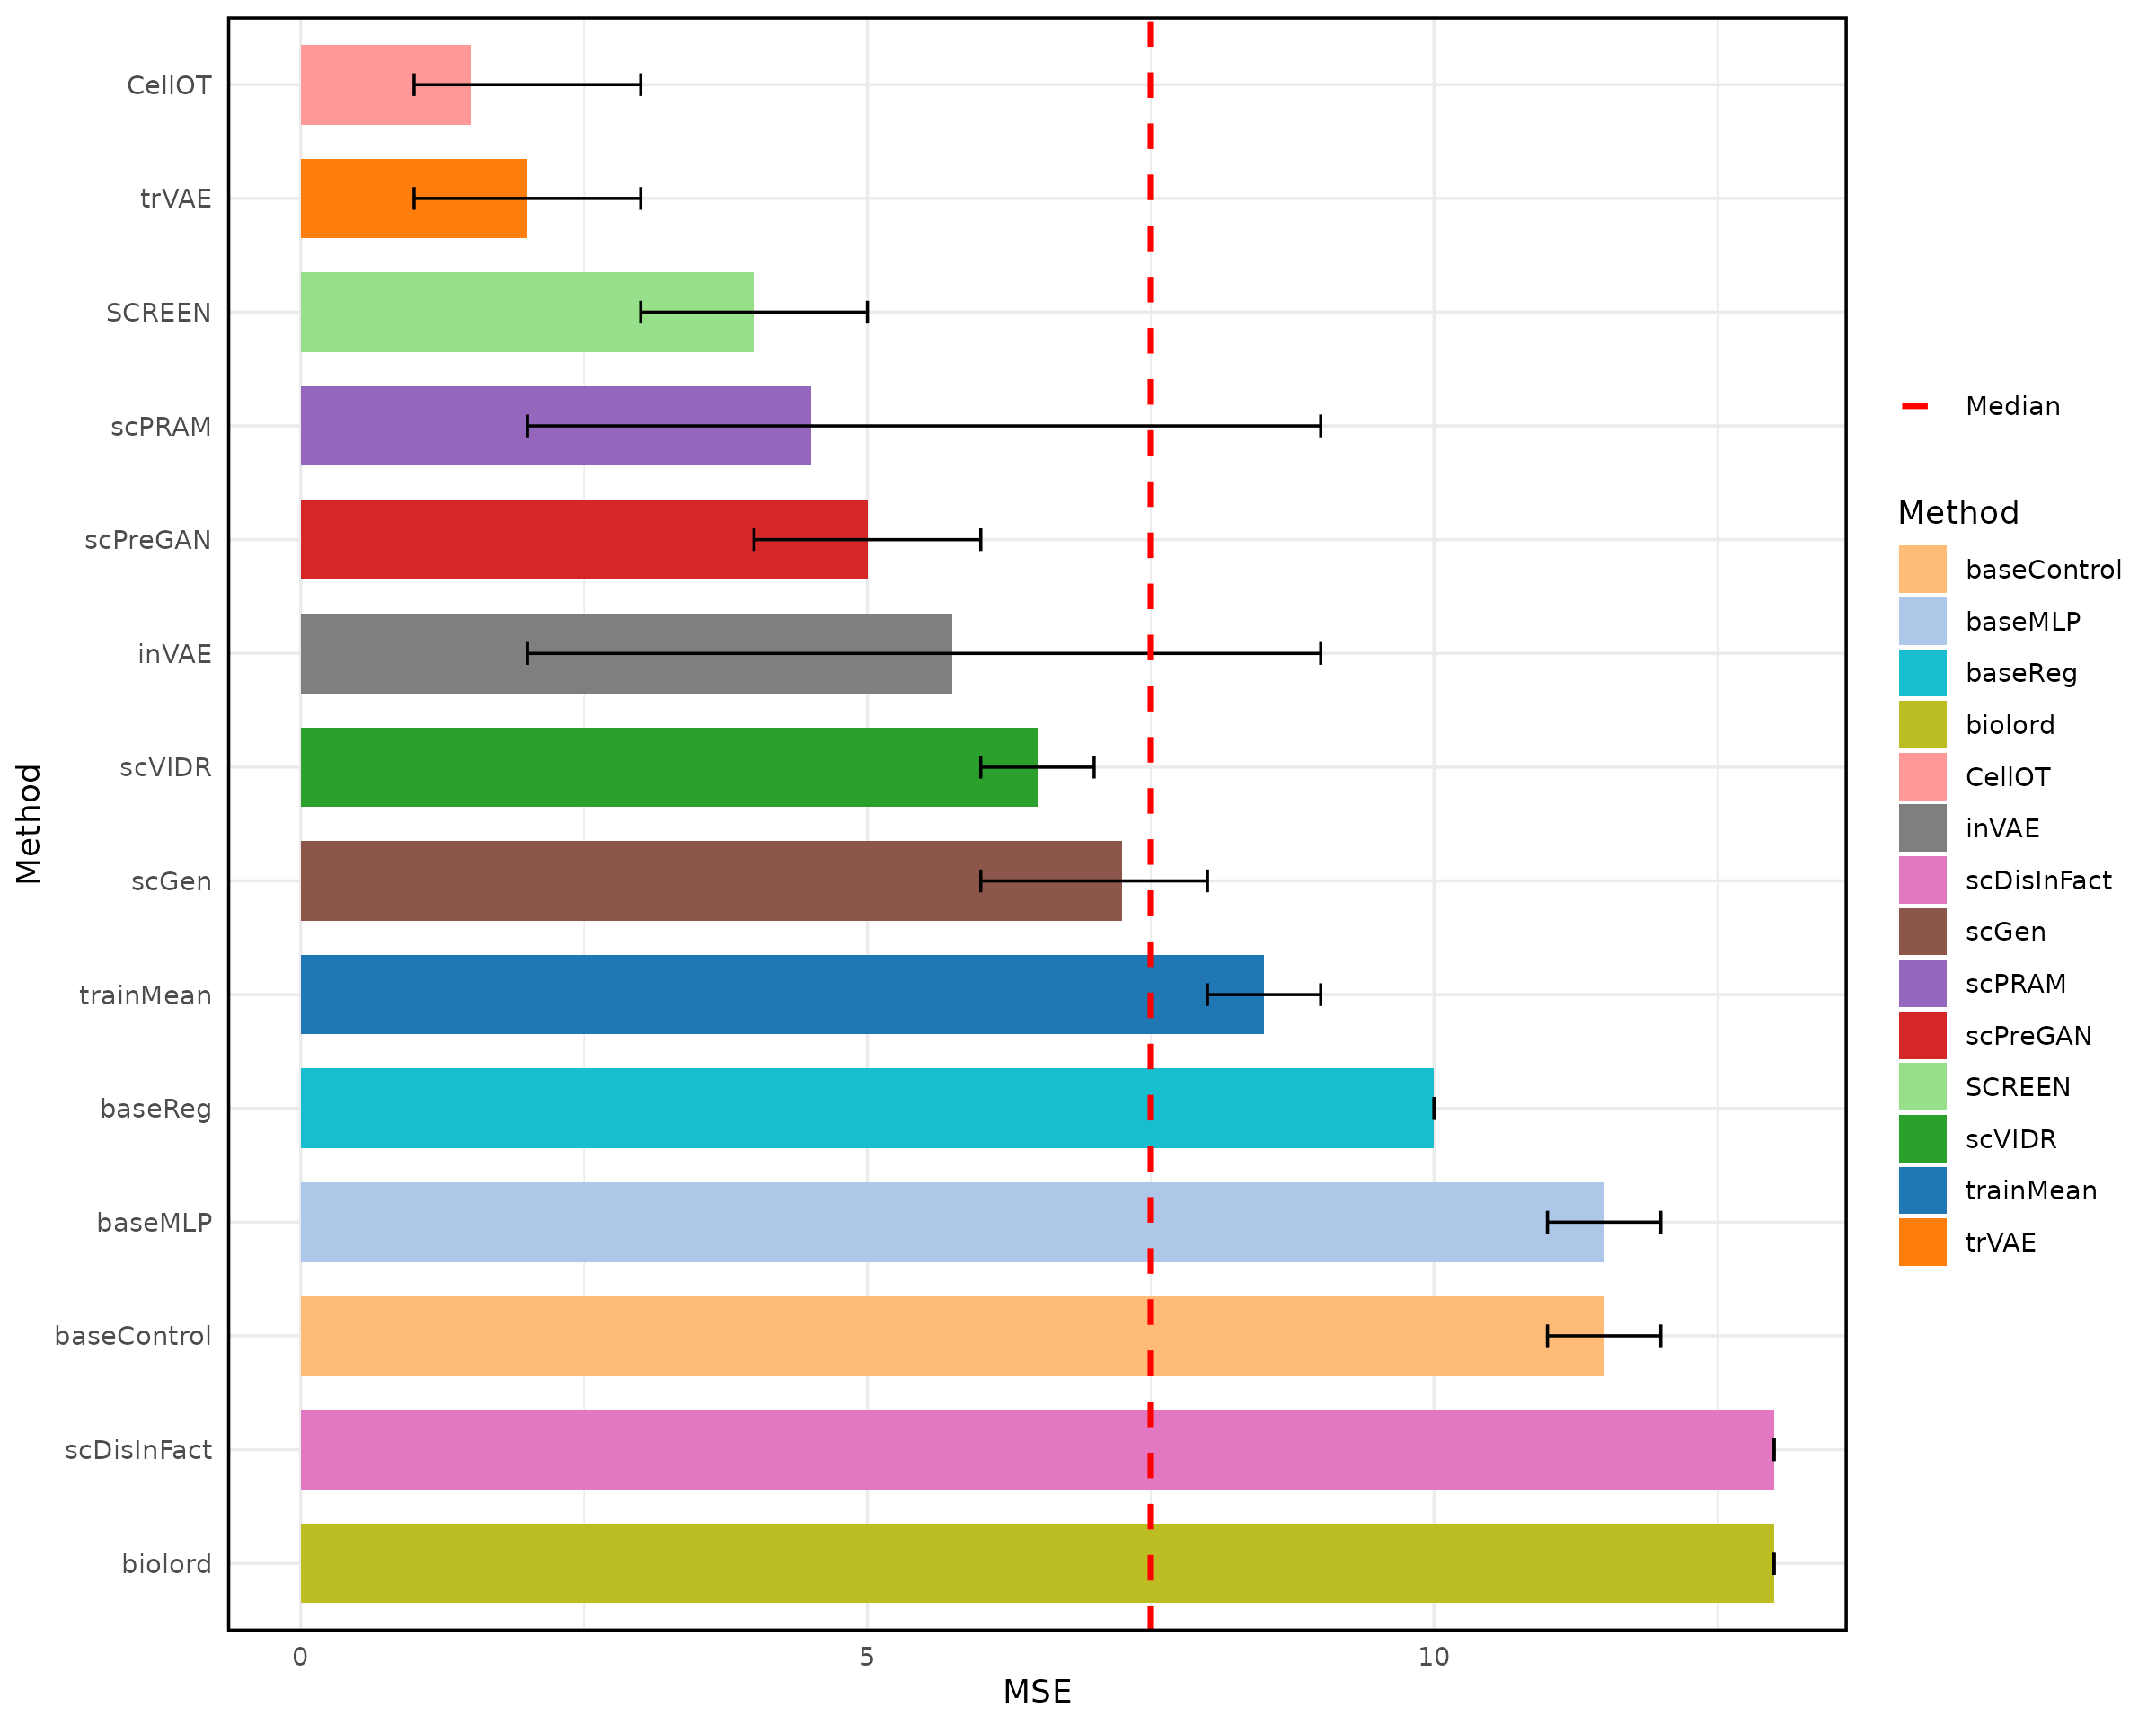 CellOT
trVAE
SCREEN
scPRAM
scPreGAN
inVAE
scVIDR
scGen
trainMean
baseReg
baseMLP
baseControl
scDisInFact
biolord
Method
0 5 10
MSE
Median
Method
baseControl
baseMLP
baseReg
biolord
CellOT
inVAE
scDisInFact
scGen
scPRAM
scPreGAN
SCREEN
scVIDR
trainMean
trVAE